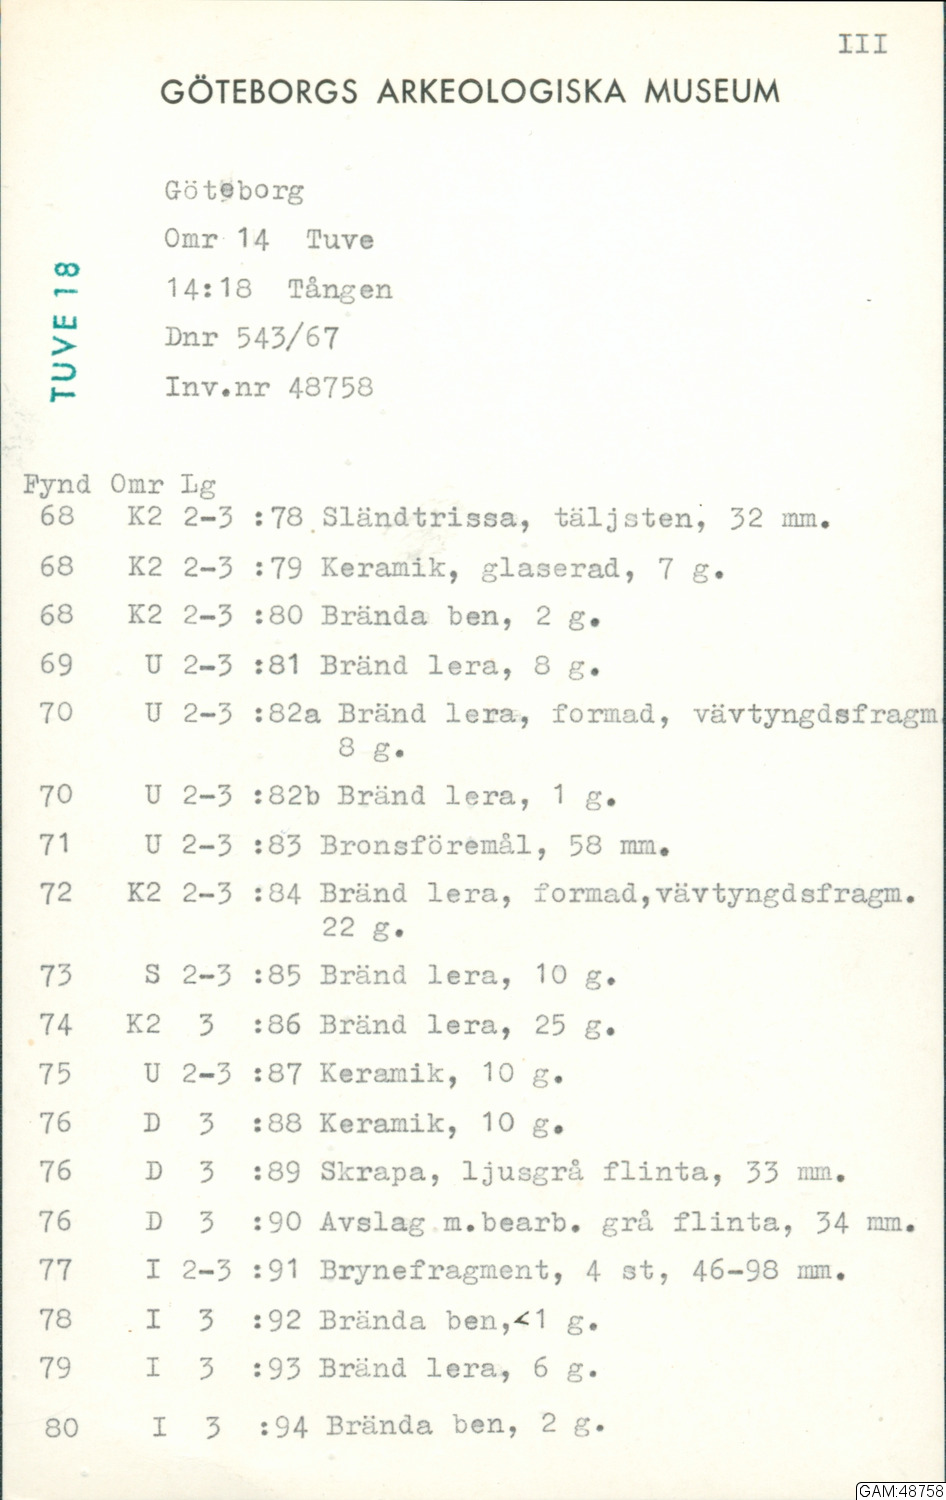 III
GÖTEBORGS ARKEOLOGISKA MUSEUM
Göteborg
Omr 14 Tuve
14:18 Tången
Dnr 543/67
Inv.nr 48758
TUVE 18
Fynd Omr Lg
68 K2 2-3 :78 Sländtrissa, täljsten, 32 mm.
68 K2 2-3 :79 Keramik, glaserad, 7 g.
68 K2 2-3 :80 Brända ben, 2 g.
69 U 2-3 :81 Bränd lera, 8 g.
70 U 2-3 :82a Bränd lera, formad, vävtyngdsfragm.
8 g.
70 U 2-3 :82b Bränd lera, 1 g.
71 U 2-3 :83 Bronsföremål, 58 mm.
72 K2 2-3 :84 Bränd lera, formad,vävtyngdsfragm.
22 g.
73 S 2-3 :85 Bränd lera, 10 g.
74 K2 3 :86 Bränd lera, 25 g.
75 U 2-3 :87 Keramik, 10 g.
76 D 3 :88 Keramik, 10 g.
76 D 3 :89 Skrapa, ljusgrå flinta, 33 mm.
76 D 3 :90 Avslag m.bearb. grå flinta, 34 mm.
77 I 2-3 :91 Brynefragment, 4 st, 46-98 mm.
78 I 3 :92 Brända ben,<1 g.
79 I 3 :93 Bränd lera, 6 g.
80 I 3 :94 Brända ben, 2 g.
GAM:48758